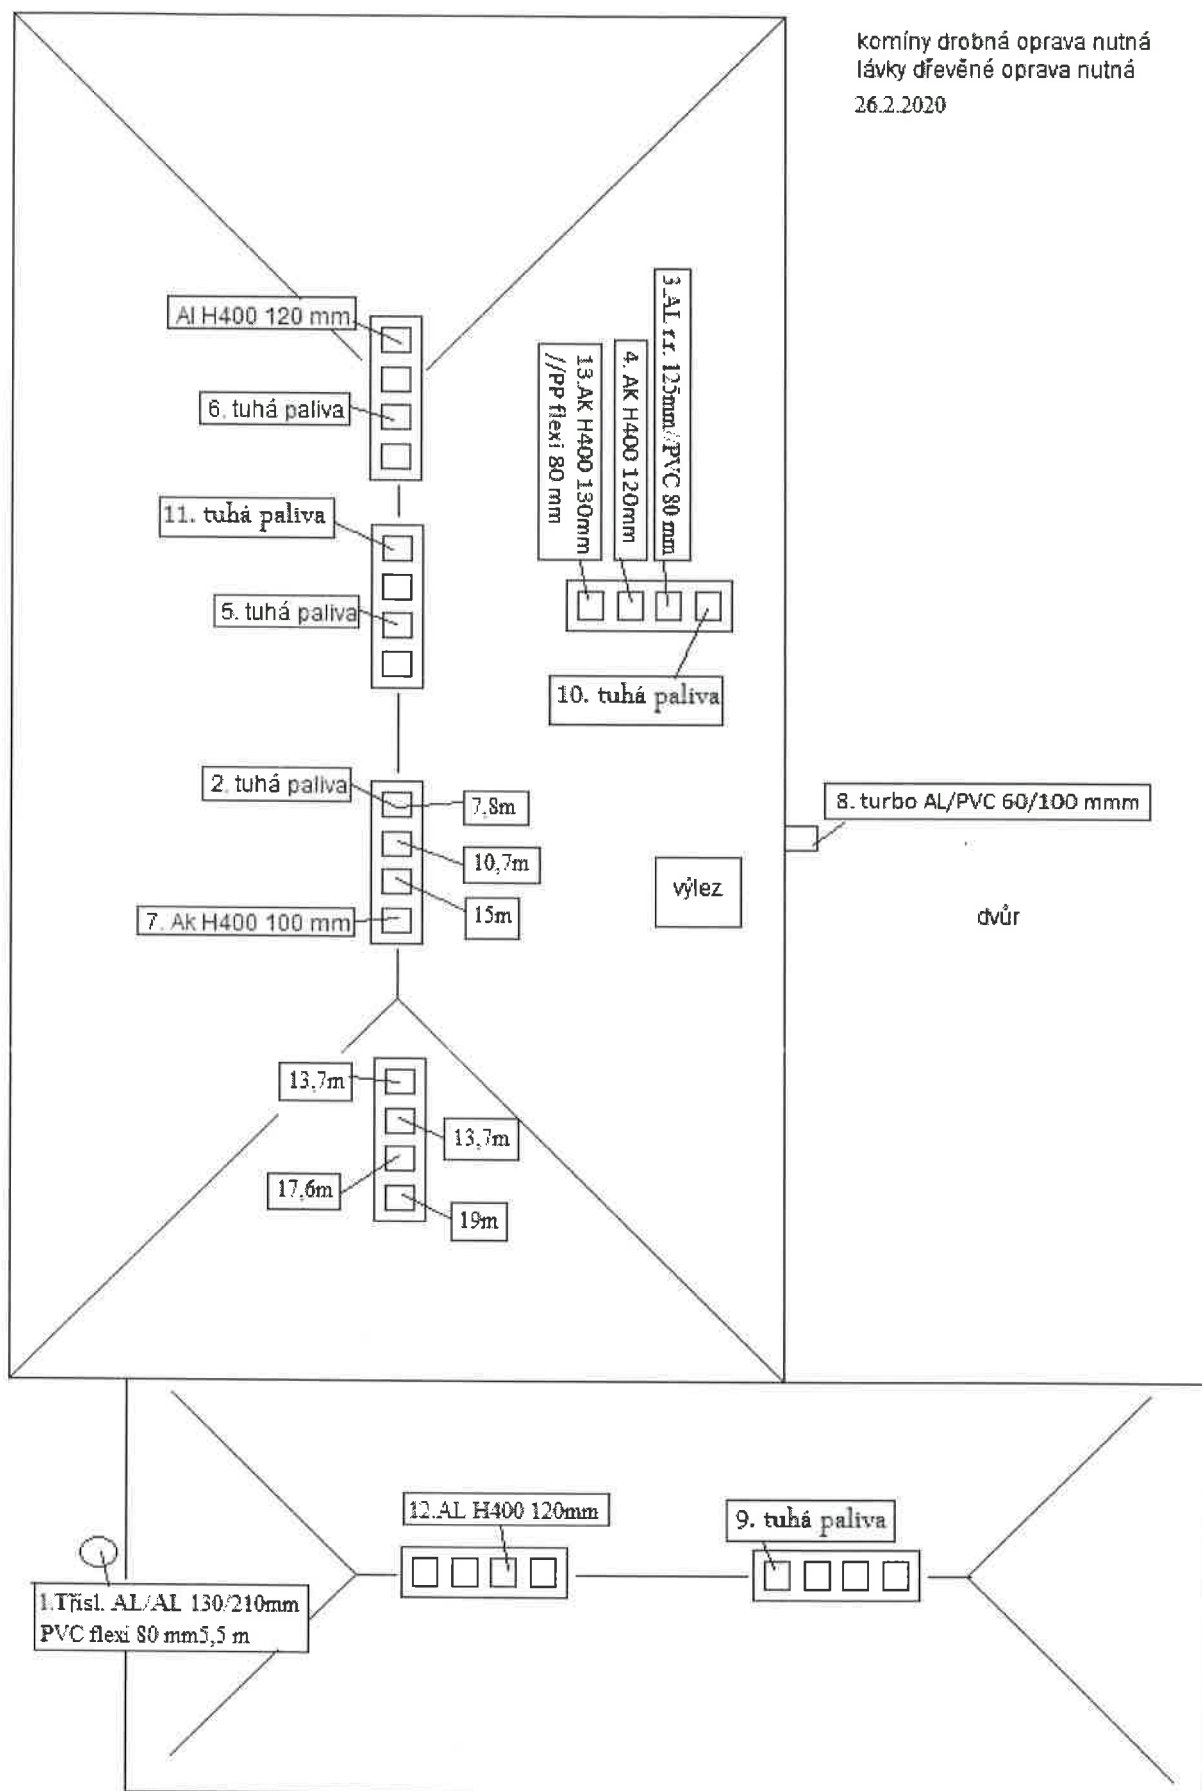 komíny drobná oprava nutná
lávky dřevěné oprava nutná
26.2.2020
Al H400 120 mm
6. tuhá paliva
3.AL r.r. 125mm//PVC 80 mm
4. AK H400 120mm
13.AK H400 130mm
//PP flexi 80 mm
11. tuhá paliva
5. tuhá paliva
10. tuhá paliva
2. tuhá paliva
7,8m
10,7m
15m
7. Ak H400 100 mm
8. turbo AL/PVC 60/100 mmm
výlez
dvůr
13,7m
13,7m
17,6m
19m
12.AL H400 120mm
9. tuhá paliva
1.Třísl. AL/AL 130/210mm
PVC flexi 80 mm5,5 m